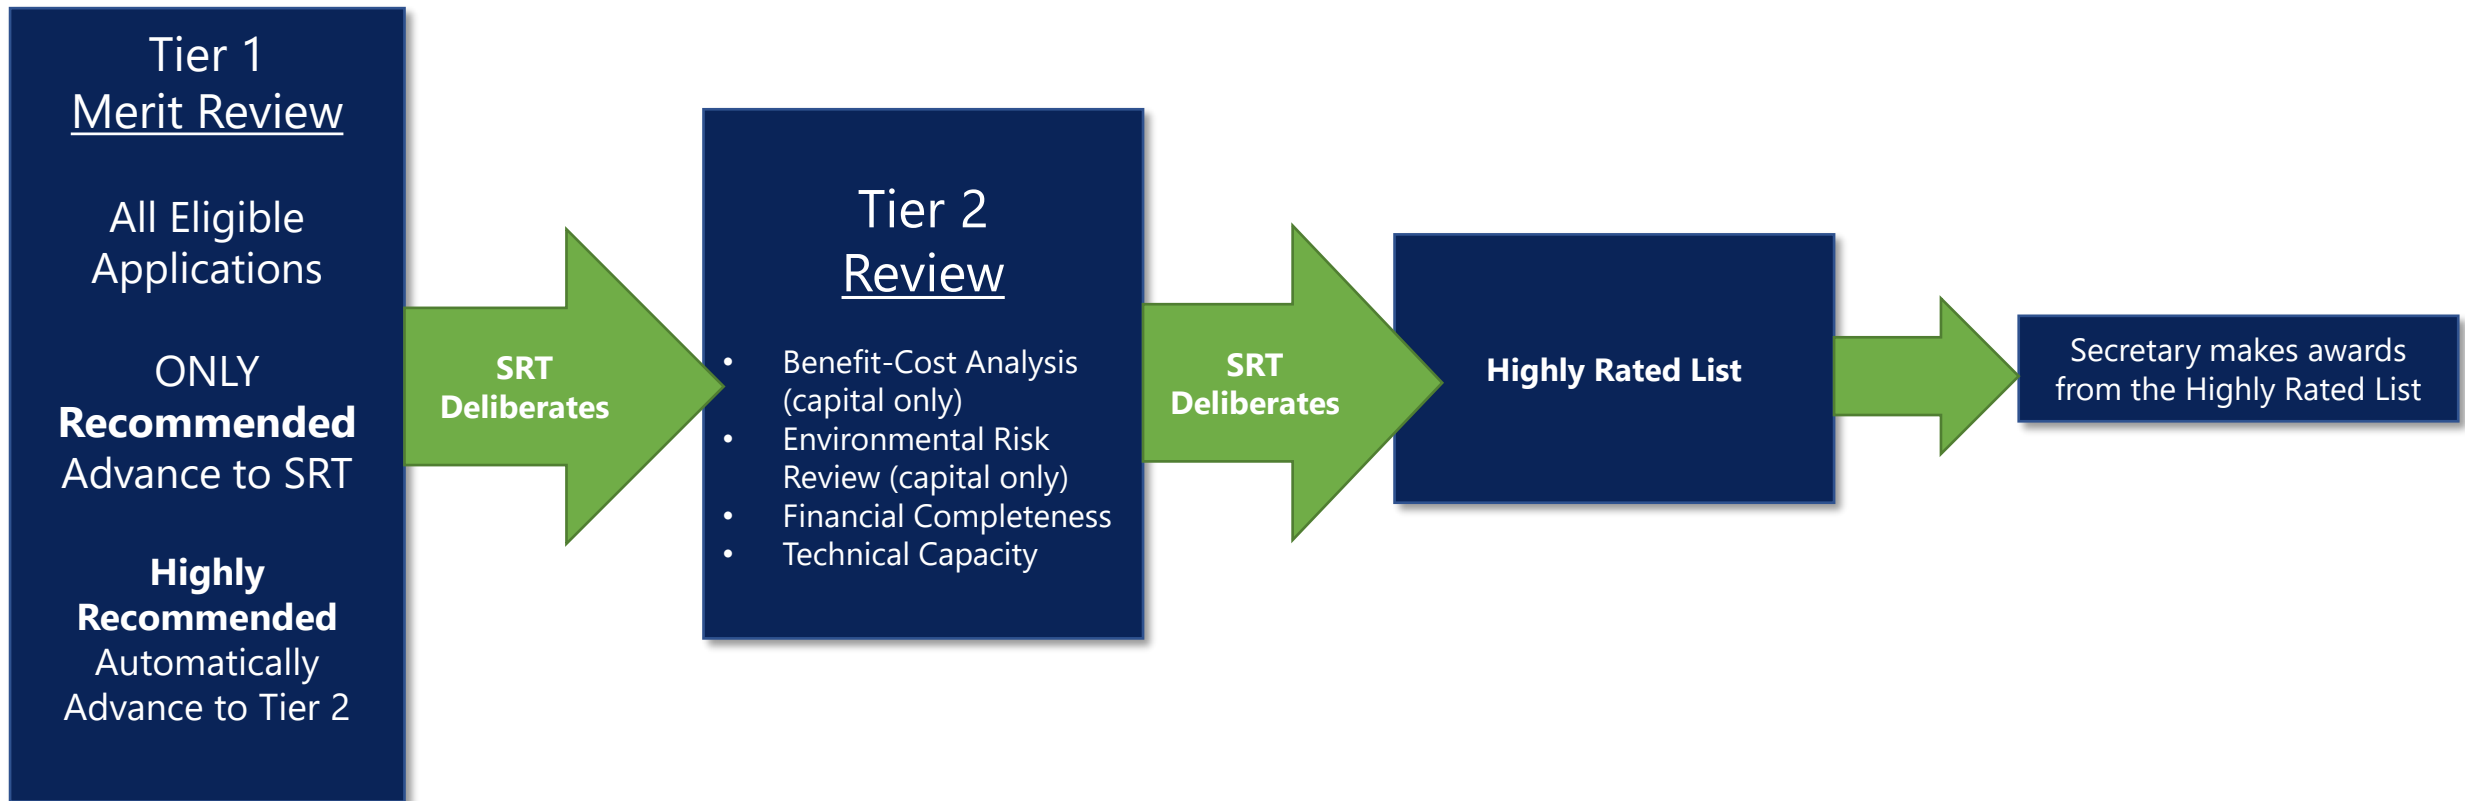 Tier 1
Merit Review
All Eligible
Applications
ONLY
Recommended
Advance to SRT
Highly
Recommended
Automatically
Advance to Tier 2
SRT
Deliberates
Tier 2
Review
• Benefit-Cost Analysis
(capital only)
• Environmental Risk
Review (capital only)
• Financial Completeness
• Technical Capacity
SRT
Deliberates
Highly Rated List
Secretary makes awards
from the Highly Rated List